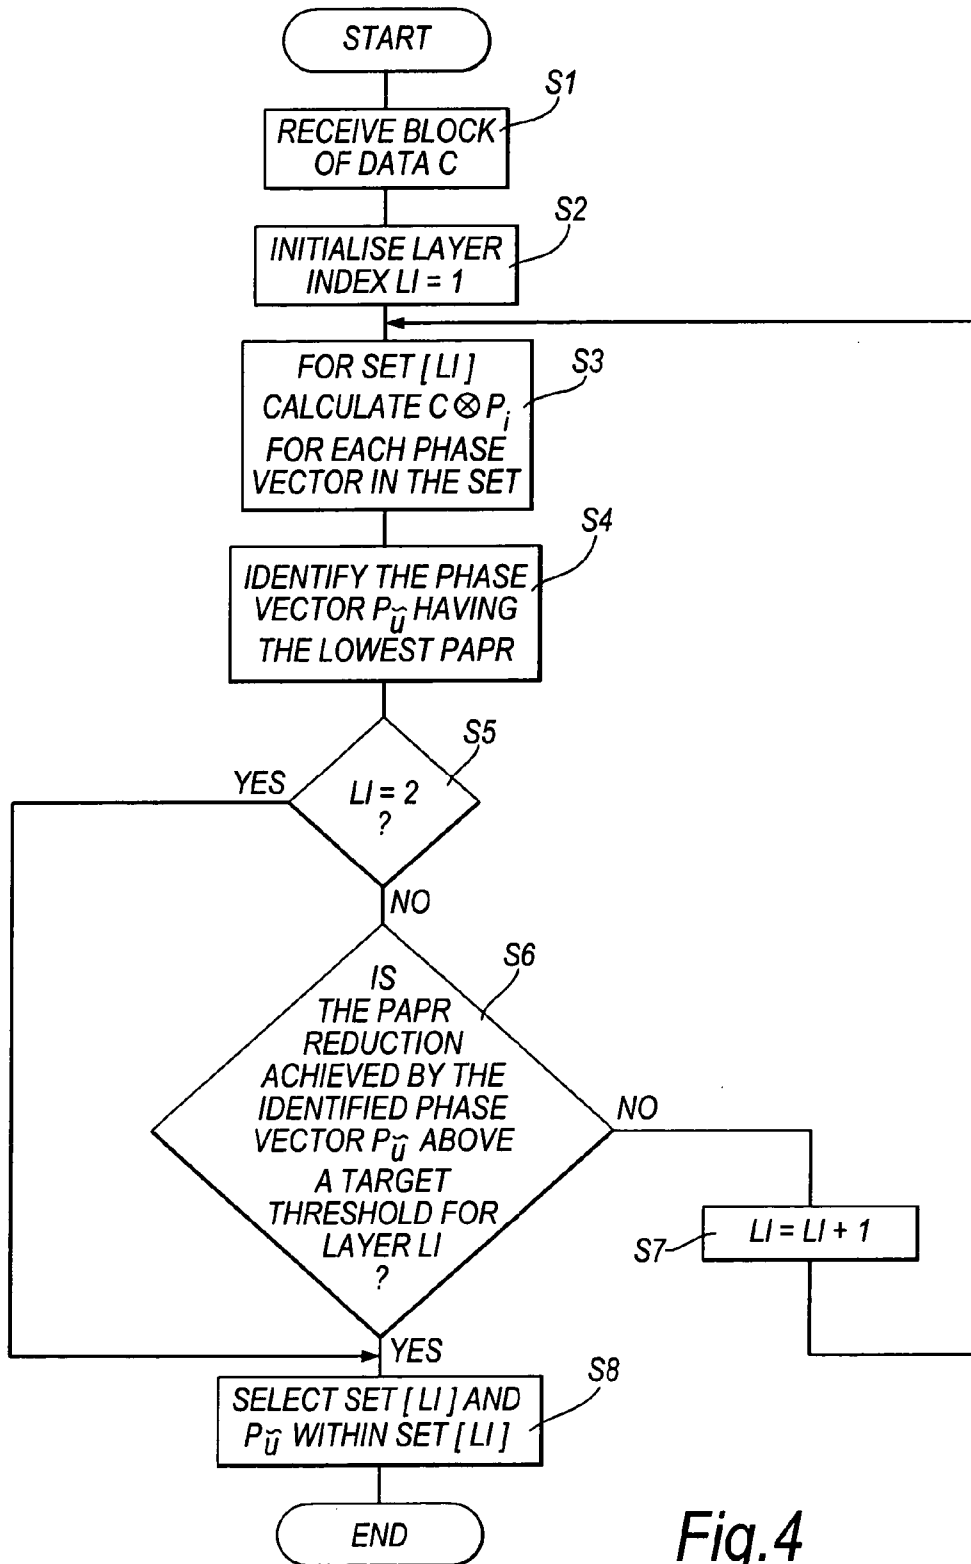 START
S1
RECEIVE BLOCK
OF DATA C
S2
INITIALISE LAYER
INDEX LI = 1
S3
FOR SET [ LI ]
CALCULATE C ⊗ Pi
FOR EACH PHASE
VECTOR IN THE SET
S4
IDENTIFY THE PHASE
VECTOR Pũ HAVING
THE LOWEST PAPR
S5
YES
LI = 2
?
NO
S6
IS
THE PAPR
REDUCTION
ACHIEVED BY THE
IDENTIFIED PHASE
VECTOR Pũ ABOVE
A TARGET
THRESHOLD FOR
LAYER LI
?
NO
S7
LI = LI + 1
YES
S8
SELECT SET [ LI ] AND
Pũ WITHIN SET [ LI ]
END
Fig.4